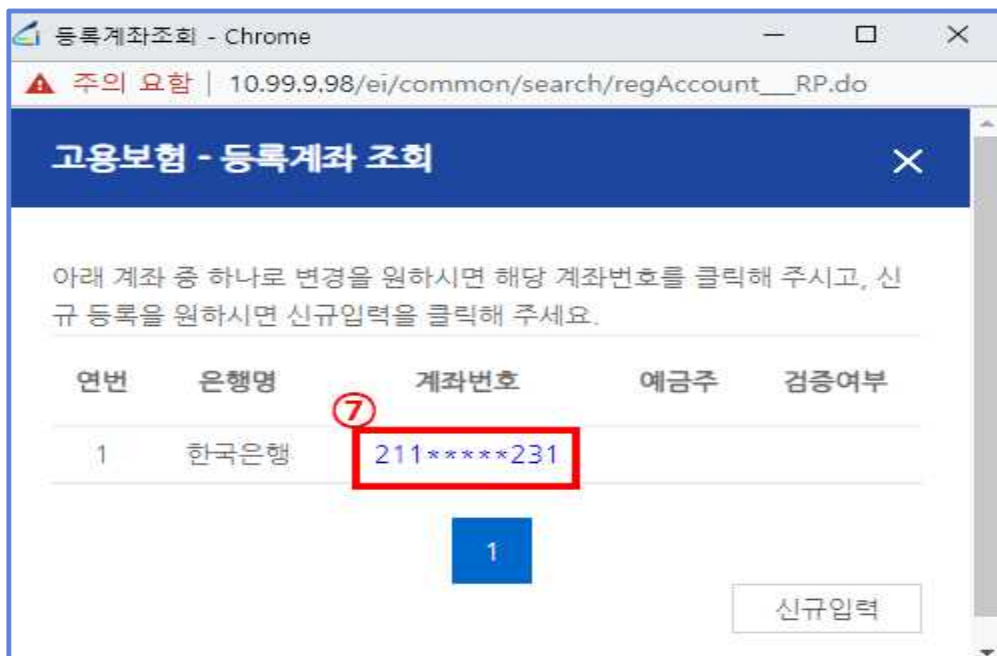 등록계좌조회 - Chrome
주의 요함 | 10.99.9.98/ei/common/search/regAccount___RP.do
고용보험 - 등록계좌 조회
아래 계좌 중 하나로 변경을 원하시면 해당 계좌번호를 클릭해 주시고, 신
규 등록을 원하시면 신규입력을 클릭해 주세요.
연번 은행명 계좌번호 예금주 검증여부
⑦
1 한국은행 211*****231
1
신규입력